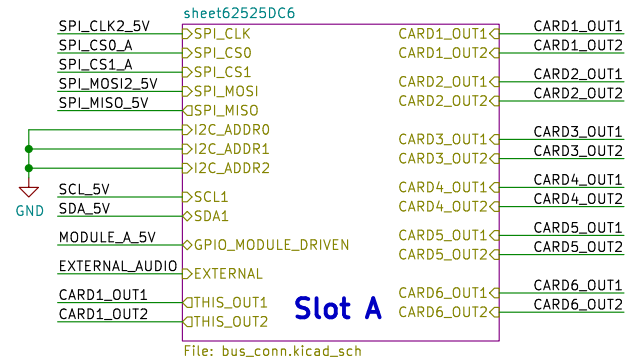 sheet62525DC6
SPI_CLK2_5V SPI_CLK CARD1_OUT1 CARD1_OUT1
SPI_CS0_A SPI_CS0 CARD1_OUT2 CARD1_OUT2
SPI_CS1_A SPI_CS1 CARD2_OUT1 CARD2_OUT1
SPI_MOSI2_5V SPI_MOSI CARD2_OUT2 CARD2_OUT2
SPI_MISO_5V SPI_MISO
I2C_ADDR0 CARD3_OUT1 CARD3_OUT1
I2C_ADDR1 CARD3_OUT2 CARD3_OUT2
I2C_ADDR2
GND
CARD4_OUT1 CARD4_OUT1
SCL_5V SCL1 CARD4_OUT2 CARD4_OUT2
SDA_5V SDA1
CARD5_OUT1 CARD5_OUT1
MODULE_A_5V GPIO_MODULE_DRIVEN CARD5_OUT2 CARD5_OUT2
EXTERNAL_AUDIO EXTERNAL
CARD1_OUT1 THIS_OUT1 CARD6_OUT1 CARD6_OUT1
CARD1_OUT2 THIS_OUT2 CARD6_OUT2 CARD6_OUT2
Slot A
File: bus_conn.kicad_sch